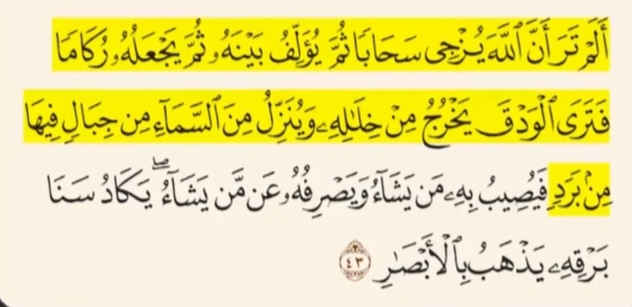 أَلَمْ تَرَ أَنَّ ٱللَّهَ يُزْجِى سَحَابًا ثُمَّ يُؤَلِّفُ بَيْنَهُۥ ثُمَّ يَجْعَلُهُۥ رُكَامًا
فَتَرَى ٱلْوَدْقَ يَخْرُجُ مِنْ خِلَٰلِهِۦ وَيُنَزِّلُ مِنَ ٱلسَّمَآءِ مِن جِبَالٍ فِيهَا
مِنۢ بَرَدٍ فَيُصِيبُ بِهِۦ مَن يَشَآءُ وَيَصْرِفُهُۥ عَن مَّن يَشَآءُ ۖ يَكَادُ سَنَا
بَرْقِهِۦ يَذْهَبُ بِٱلْأَبْصَٰرِ ٤٣